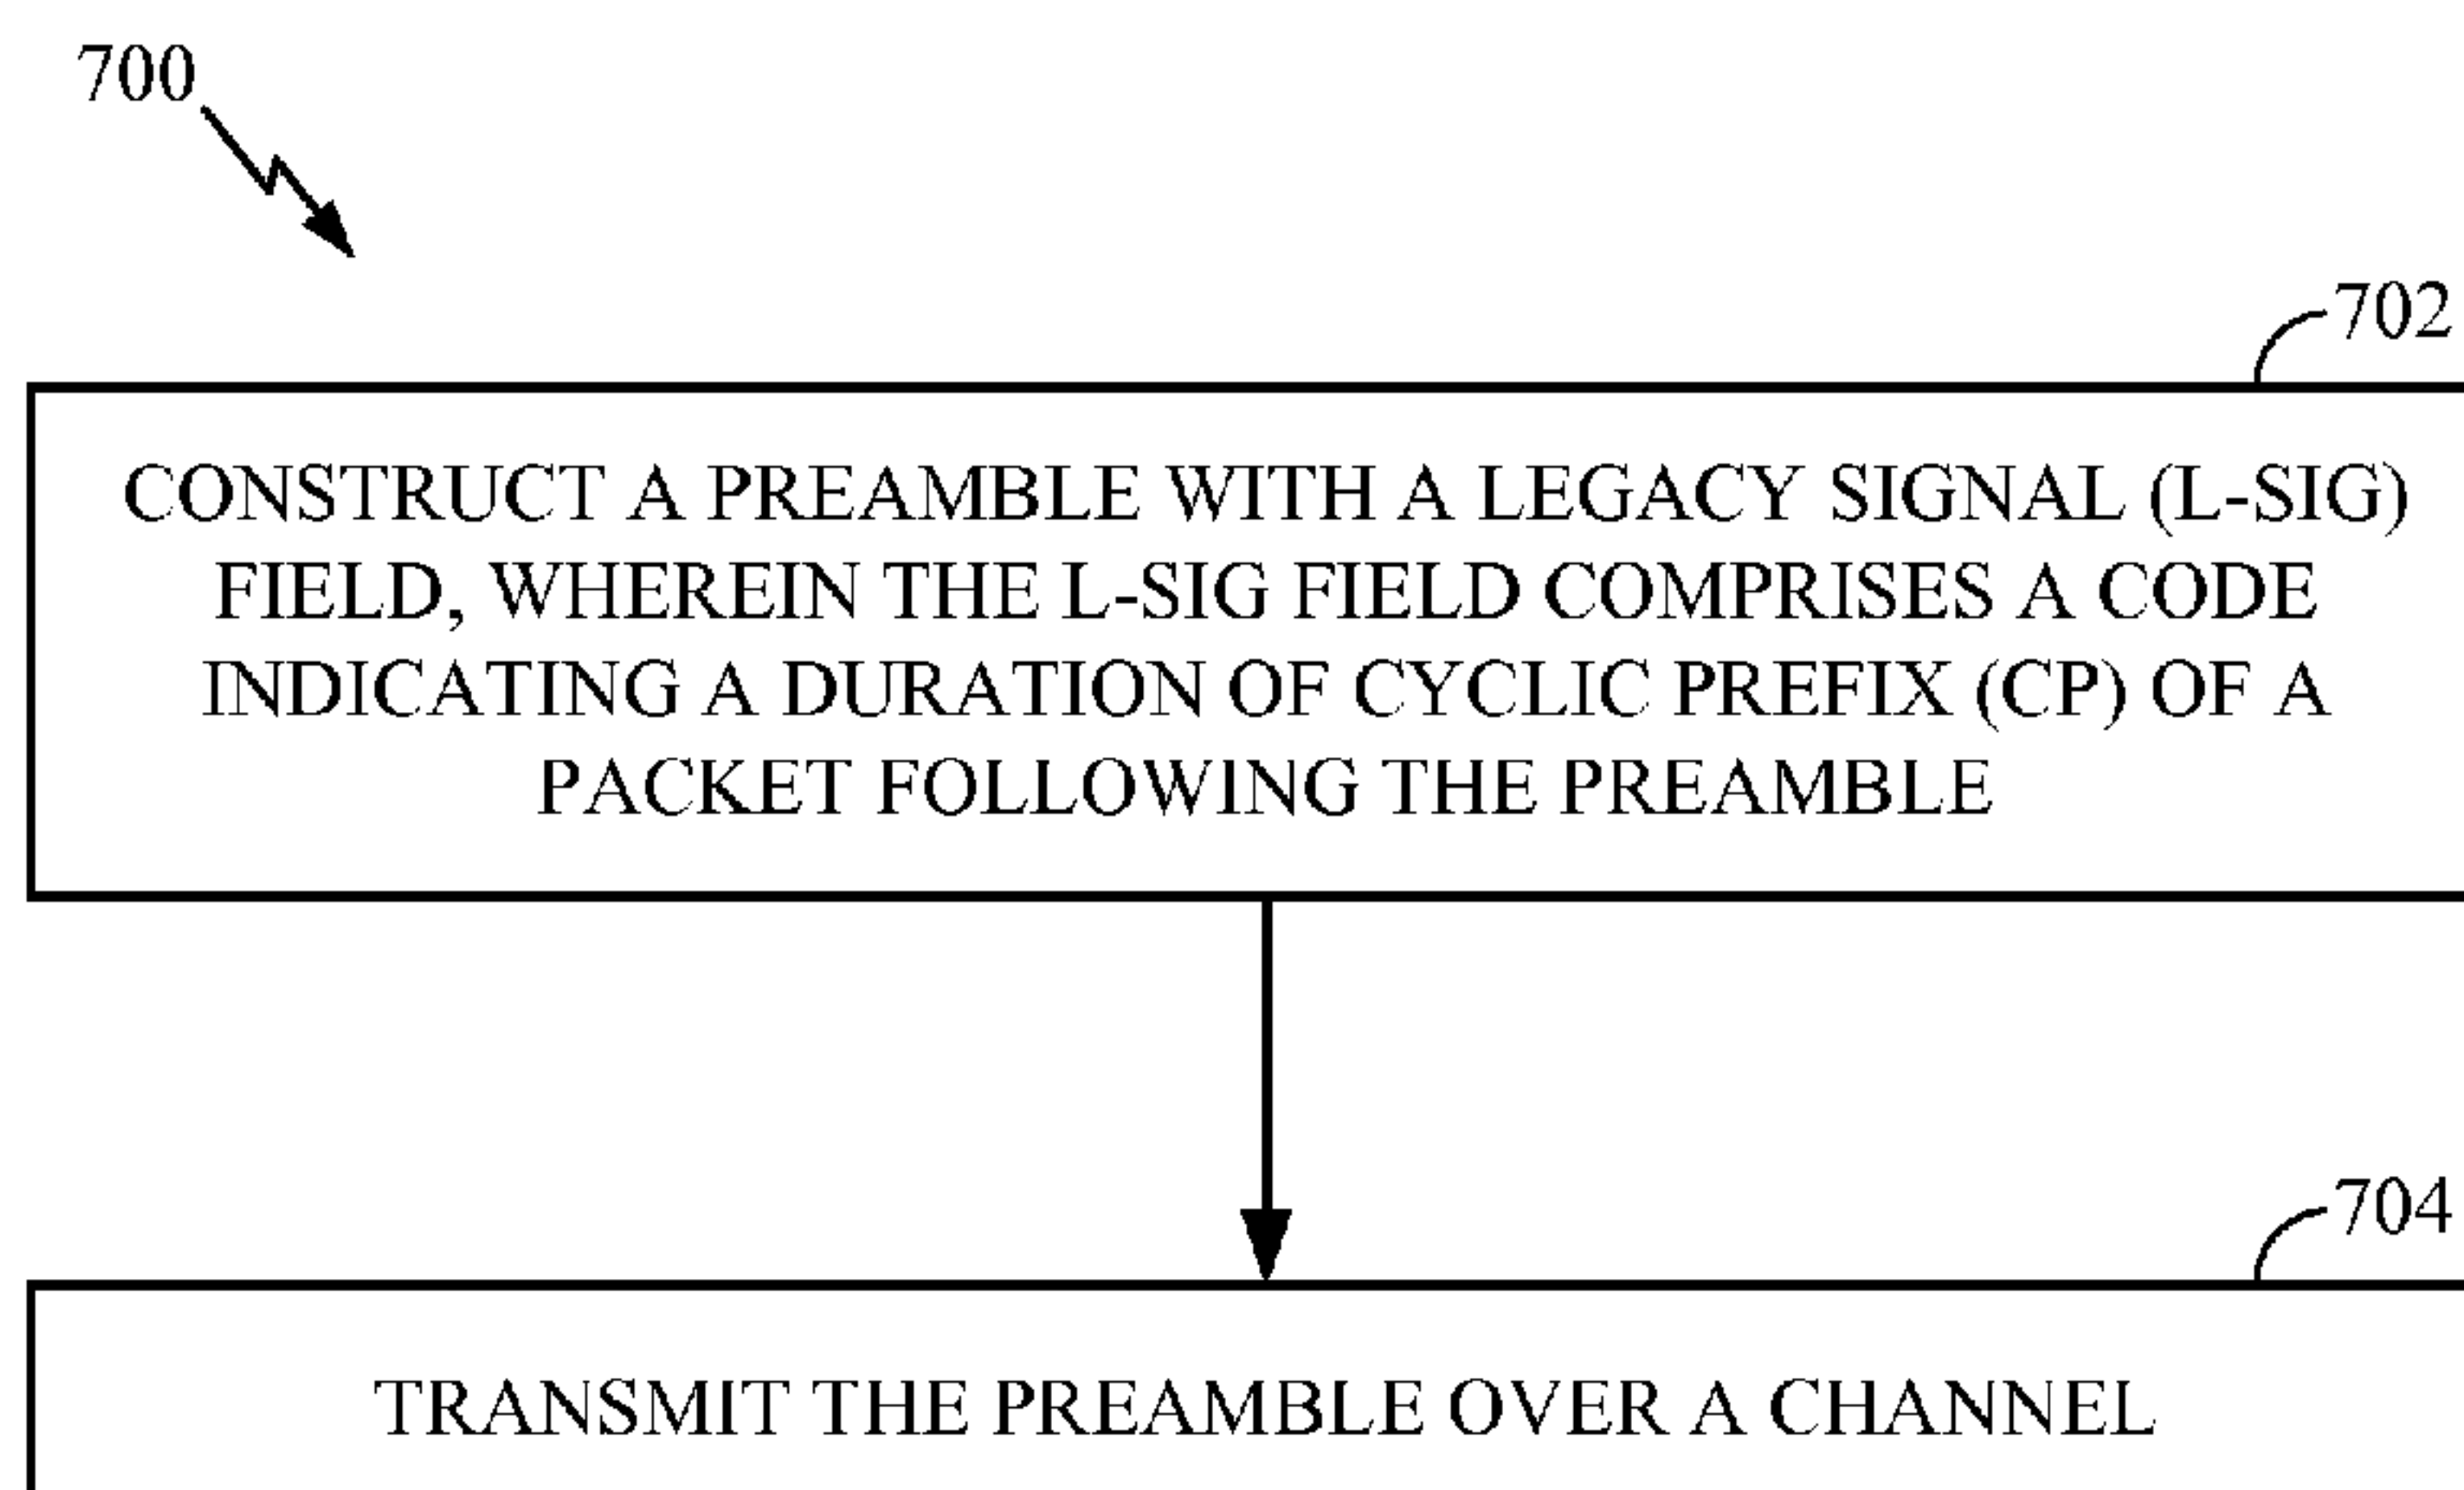 700
702
CONSTRUCT A PREAMBLE WITH A LEGACY SIGNAL (L-SIG)
FIELD, WHEREIN THE L-SIG FIELD COMPRISES A CODE
INDICATING A DURATION OF CYCLIC PREFIX (CP) OF A
PACKET FOLLOWING THE PREAMBLE
704
TRANSMIT THE PREAMBLE OVER A CHANNEL